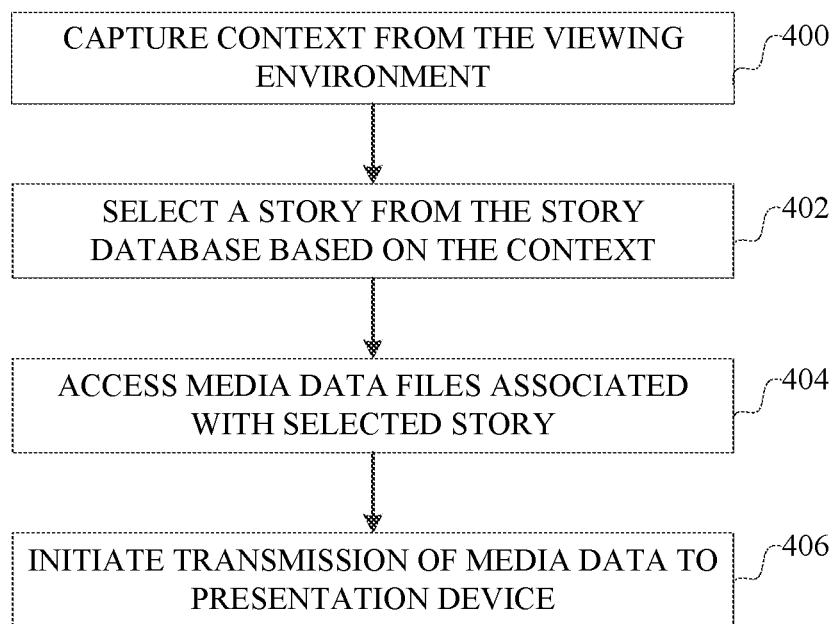 CAPTURE CONTEXT FROM THE VIEWING
ENVIRONMENT
400
SELECT A STORY FROM THE STORY
DATABASE BASED ON THE CONTEXT
402
ACCESS MEDIA DATA FILES ASSOCIATED
WITH SELECTED STORY
404
INITIATE TRANSMISSION OF MEDIA DATA TO
PRESENTATION DEVICE
406